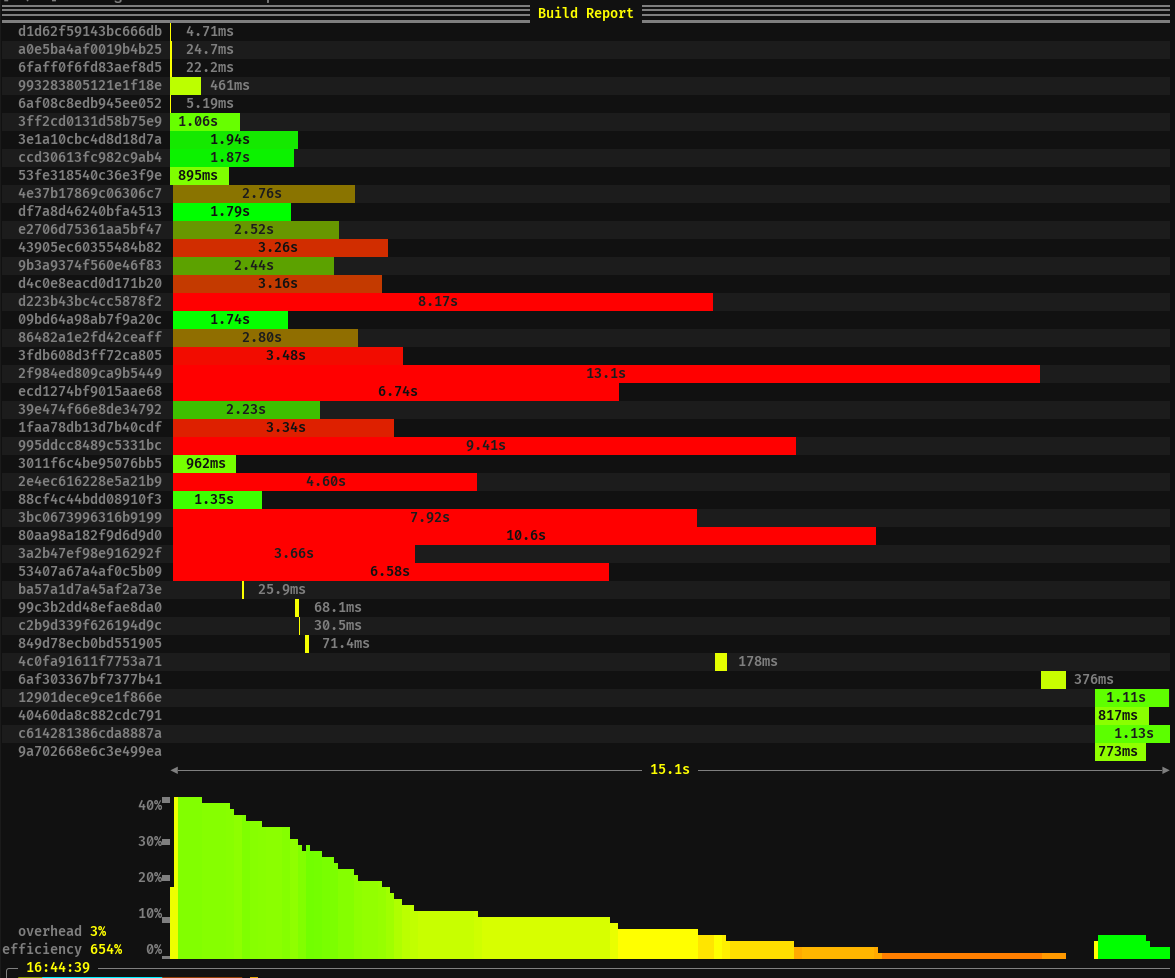 Build Report
d1d62f59143bc666db 4.71ms
a0e5ba4af0019b4b25 24.7ms
6faff0f6fd83aef8d5 22.2ms
993283805121e1f18e 461ms
6af08c8edb945ee052 5.19ms
3ff2cd0131d58b75e9 1.06s
3e1a10cbc4d8d18d7a 1.94s
ccd30613fc982c9ab4 1.87s
53fe318540c36e3f9e 895ms
4e37b17869c06306c7 2.76s
df7a8d46240bfa4513 1.79s
e2706d75361aa5bf47 2.52s
43905ec60355484b82 3.26s
9b3a9374f560e46f83 2.44s
d4c0e8eacd0d171b20 3.16s
d223b43bc4cc5878f2 8.17s
09bd64a98ab7f9a20c 1.74s
86482a1e2fd42ceaff 2.80s
3fdb608d3ff72ca805 3.48s
2f984ed809ca9b5449 13.1s
ecd1274bf9015aae68 6.74s
39e474f66e8de34792 2.23s
1faa78db13d7b40cdf 3.34s
995ddcc8489c5331bc 9.41s
3011f6c4be95076bb5 962ms
2e4ec616228e5a21b9 4.60s
88cf4c44bdd08910f3 1.35s
3bc0673996316b9199 7.92s
80aa98a182f9d6d9d0 10.6s
3a2b47ef98e916292f 3.66s
53407a67a4af0c5b09 6.58s
ba57a1d7a45af2a73e 25.9ms
99c3b2dd48efae8da0 68.1ms
c2b9d339f626194d9c 30.5ms
849d78ecb0bd551905 71.4ms
4c0fa91611f7753a71 178ms
6af303367bf7377b41 376ms
12901dece9ce1f866e 1.11s
40460da8c882cdc791 817ms
c614281386cda8887a 1.13s
9a702668e6c3e499ea 773ms
15.1s
40%
30%
20%
10%
overhead 3%
efficiency 654% 0%
16:44:39